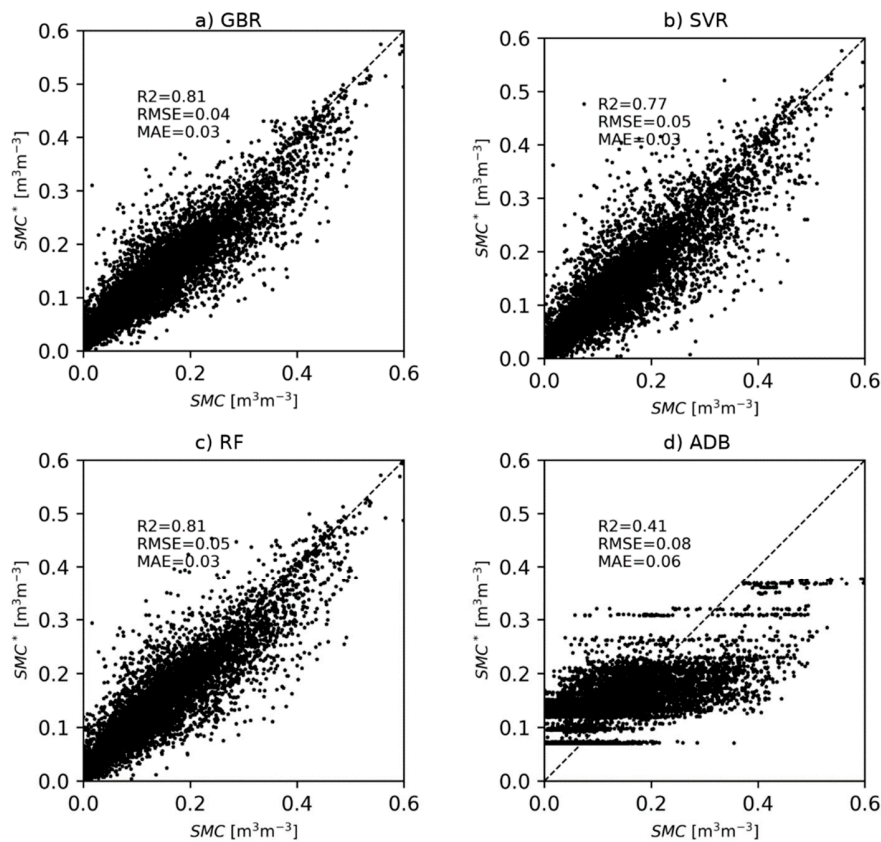 a) GBR
0.6
0.5
0.4
0.3
0.2
0.1
0.0
SMC* [m³m⁻³]
R2=0.81
RMSE=0.04
MAE=0.03
0.0 0.2 0.4 0.6
SMC [m³m⁻³]
b) SVR
0.6
0.5
0.4
0.3
0.2
0.1
0.0
SMC* [m³m⁻³]
R2=0.77
RMSE=0.05
MAE=0.03
0.0 0.2 0.4 0.6
SMC [m³m⁻³]
c) RF
0.6
0.5
0.4
0.3
0.2
0.1
0.0
SMC* [m³m⁻³]
R2=0.81
RMSE=0.05
MAE=0.03
0.0 0.2 0.4 0.6
SMC [m³m⁻³]
d) ADB
0.6
0.5
0.4
0.3
0.2
0.1
0.0
SMC* [m³m⁻³]
R2=0.41
RMSE=0.08
MAE=0.06
0.0 0.2 0.4 0.6
SMC [m³m⁻³]